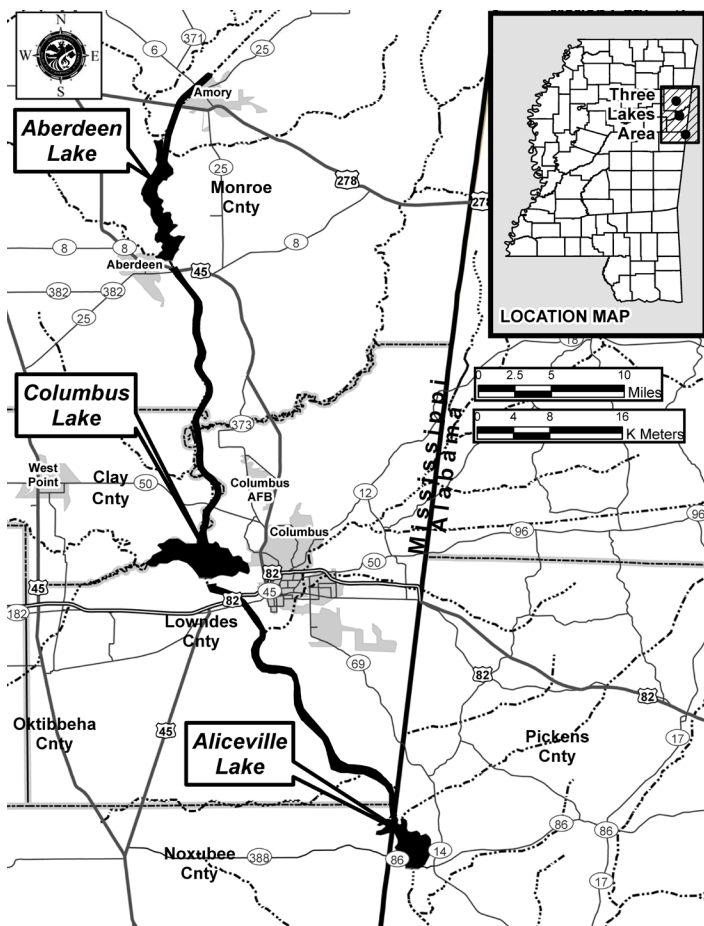 N
W
E
S
6
371
25
Amory
Aberdeen
Lake
25
278
278
Monroe
Cnty
8
8
8
Aberdeen
45
382
382
25
Three
Lakes
Area
LOCATION MAP
18
0 2.5 5 10
Miles
0 4 8 16
K Meters
Mississippi
Alabama
Columbus
Lake
373
West
Point
Clay
Cnty
50
Columbus
AFB
12
Columbus
96
96
50
82
45
45
82
182
Lowndes
Cnty
69
82
82
Oktibbeha
Cnty
45
Aliceville
Lake
Pickens
Cnty
17
86
86
Noxubee
Cnty
388
86
14
17